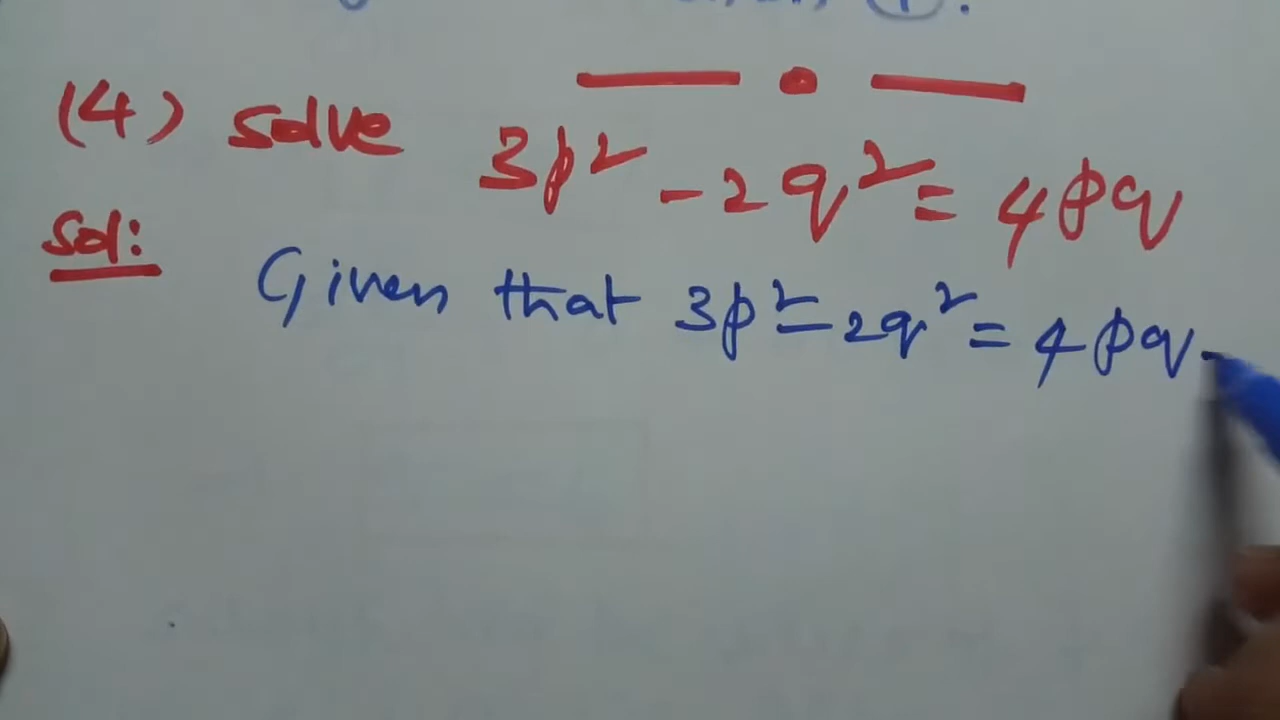 (4) solve 3p² - 2q² = 4pq
Sol:
Given that 3p² - 2q² = 4pq